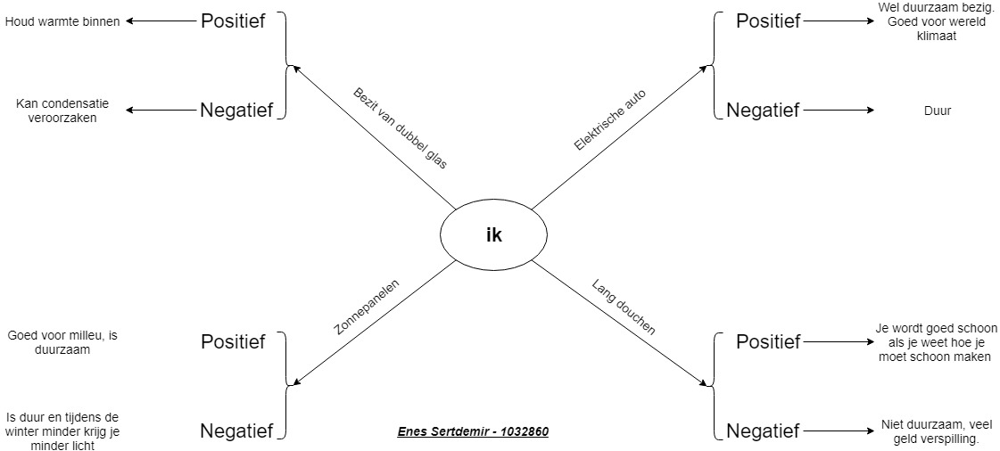 Houd warmte binnen
Positief
Kan condensatie
veroorzaken
Negatief
Bezit van dubbel glas
Elektrische auto
Positief
Wel duurzaam bezig.
Goed voor wereld
klimaat
Negatief
Duur
ik
Zonnepanelen
Goed voor milleu, is
duurzaam
Positief
Is duur en tijdens de
winter minder krijg je
minder licht
Negatief
Lang douchen
Positief
Je wordt goed schoon
als je weet hoe je
moet schoon maken
Negatief
Niet duurzaam, veel
geld verspilling.
Enes Sertdemir - 1032860